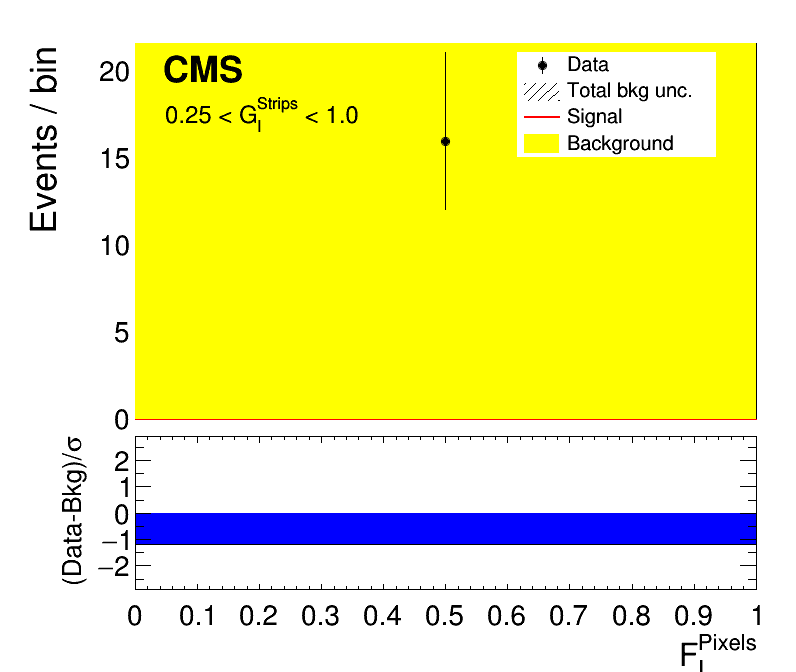 Events / bin
20
15
10
5
0
CMS
0.25 < G_I^Strips < 1.0
Data
Total bkg unc.
Signal
Background
(Data-Bkg)/σ
2
1
0
−1
−2
0 0.1 0.2 0.3 0.4 0.5 0.6 0.7 0.8 0.9 1
F_I^Pixels